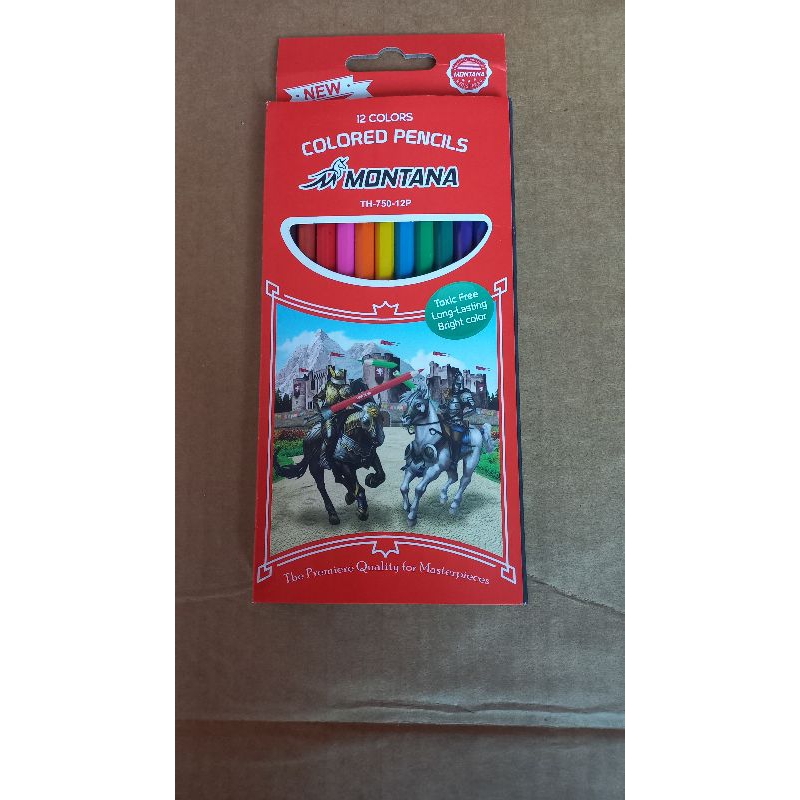 NEW
MONTANA
12 COLORS
COLORED PENCILS
MONTANA
TH-750-12P
Toxic Free
Long-Lasting
Bright color
The Premiere Quality for Masterpieces